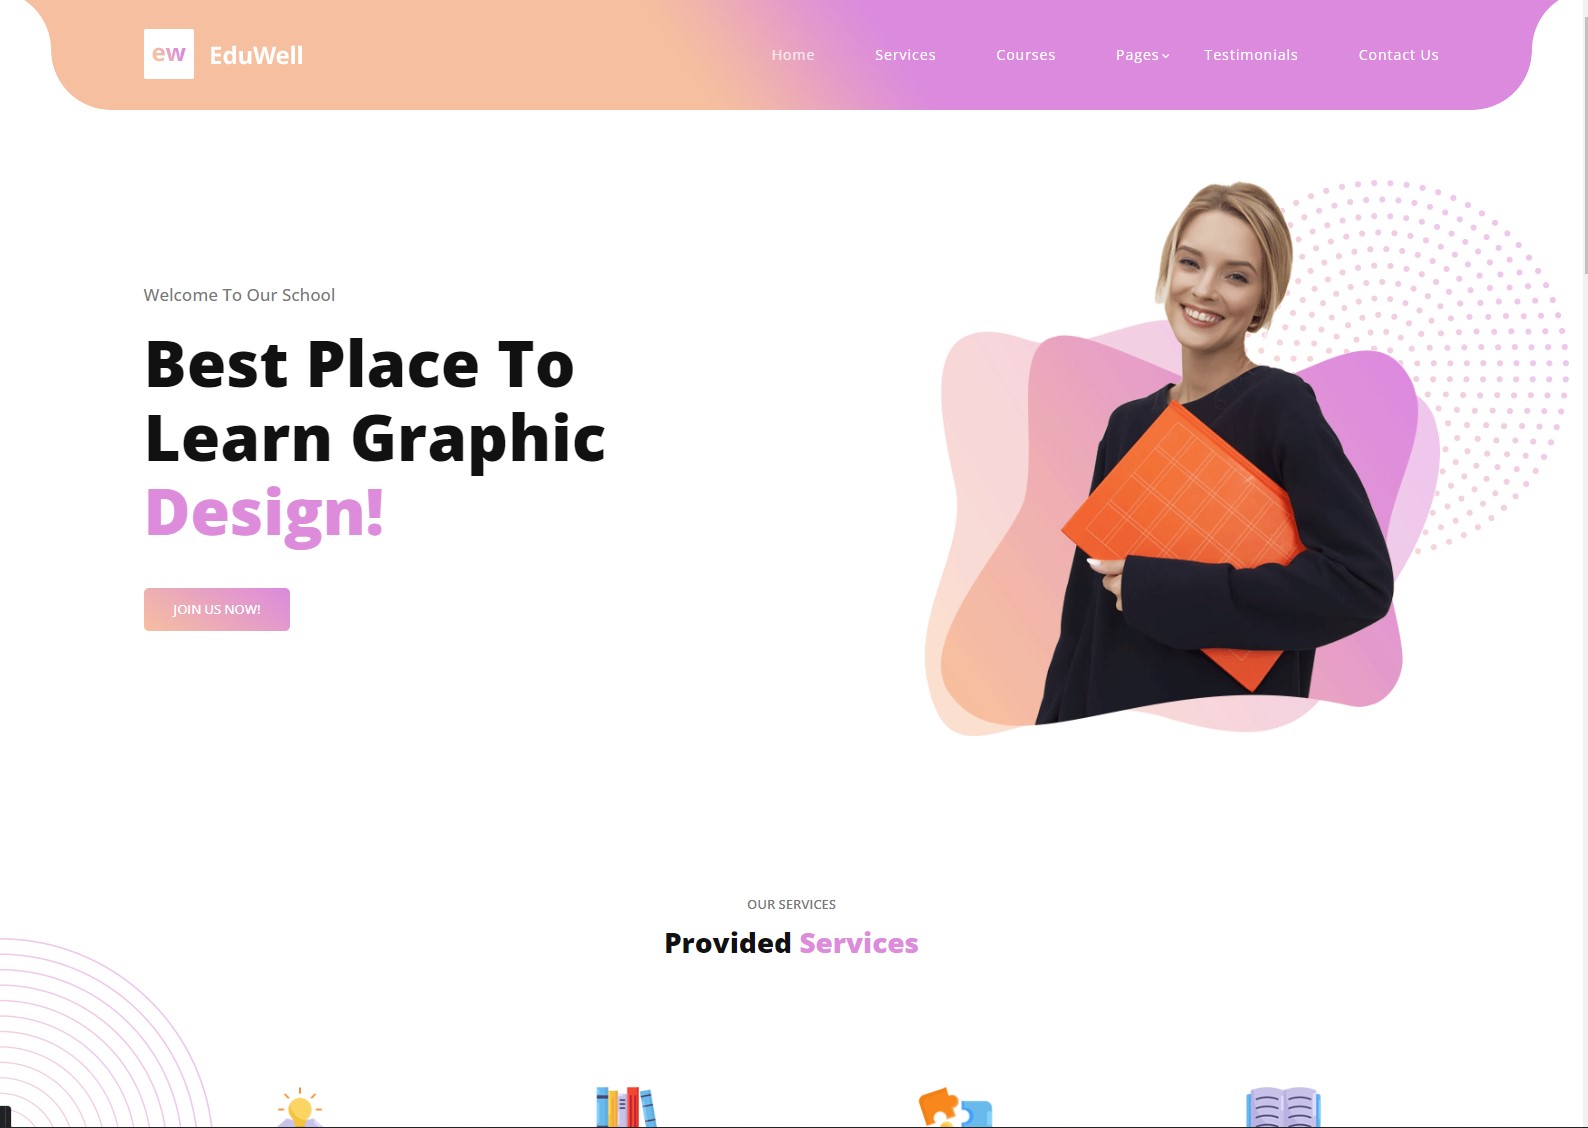 ew EduWell
Home Services Courses Pages Testimonials Contact Us
Welcome To Our School
Best Place To
Learn Graphic
Design!
JOIN US NOW!
OUR SERVICES
Provided Services